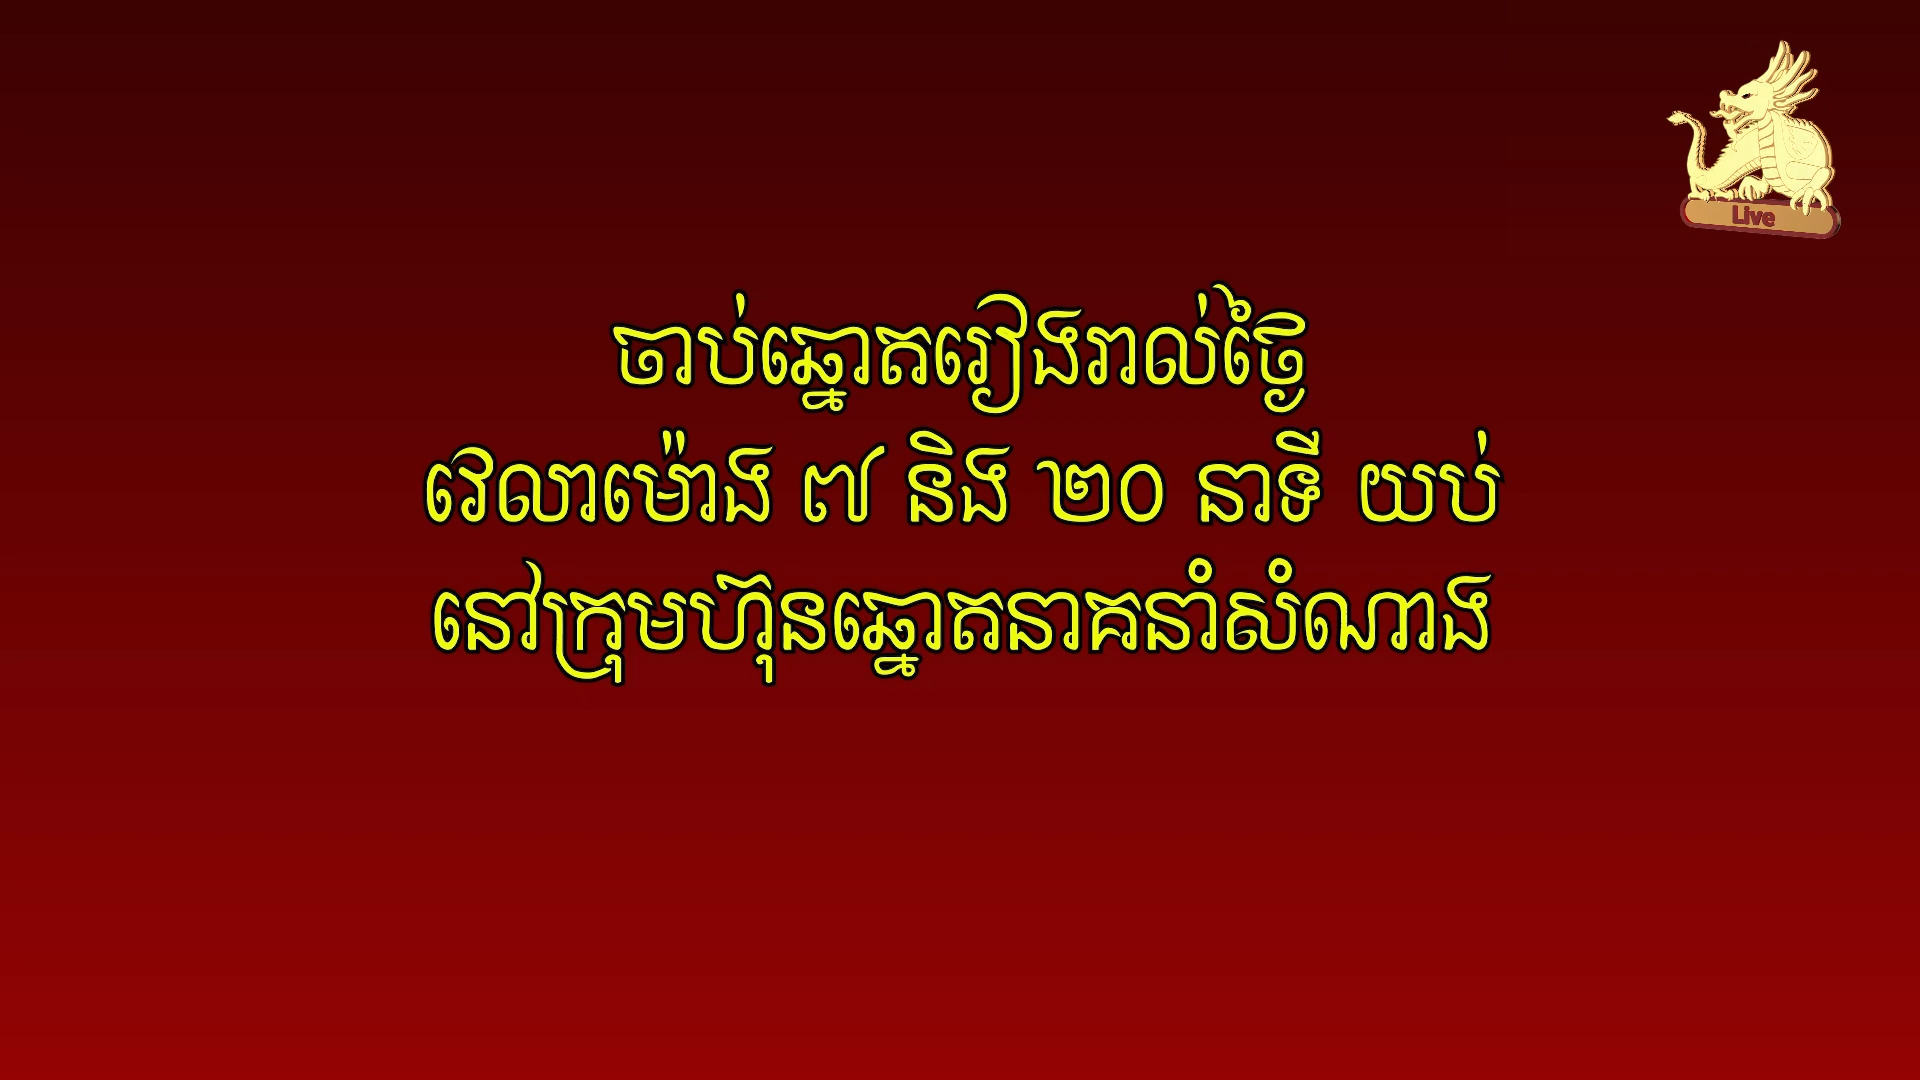 Live
ចាប់ឆ្នោតរៀងរាល់ថ្ងៃ
វេលាម៉ោង ៧ និង ២០ នាទី យប់
នៅក្រុមហ៊ុនឆ្នោតនាគនាំសំណាង